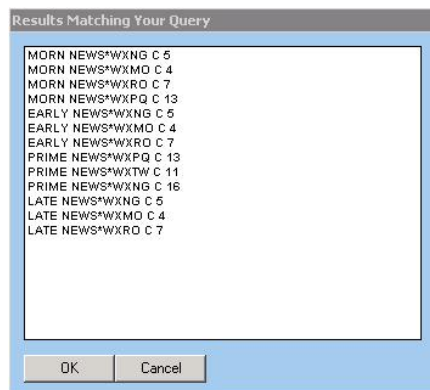 Results Matching Your Query
MORN NEWS*WXNG C 5
MORN NEWS*WXMO C 4
MORN NEWS*WXRO C 7
MORN NEWS*WXPQ C 13
EARLY NEWS*WXNG C 5
EARLY NEWS*WXMO C 4
EARLY NEWS*WXRO C 7
PRIME NEWS*WXPQ C 13
PRIME NEWS*WXTW C 11
PRIME NEWS*WXNG C 16
LATE NEWS*WXNG C 5
LATE NEWS*WXMO C 4
LATE NEWS*WXRO C 7
OK Cancel